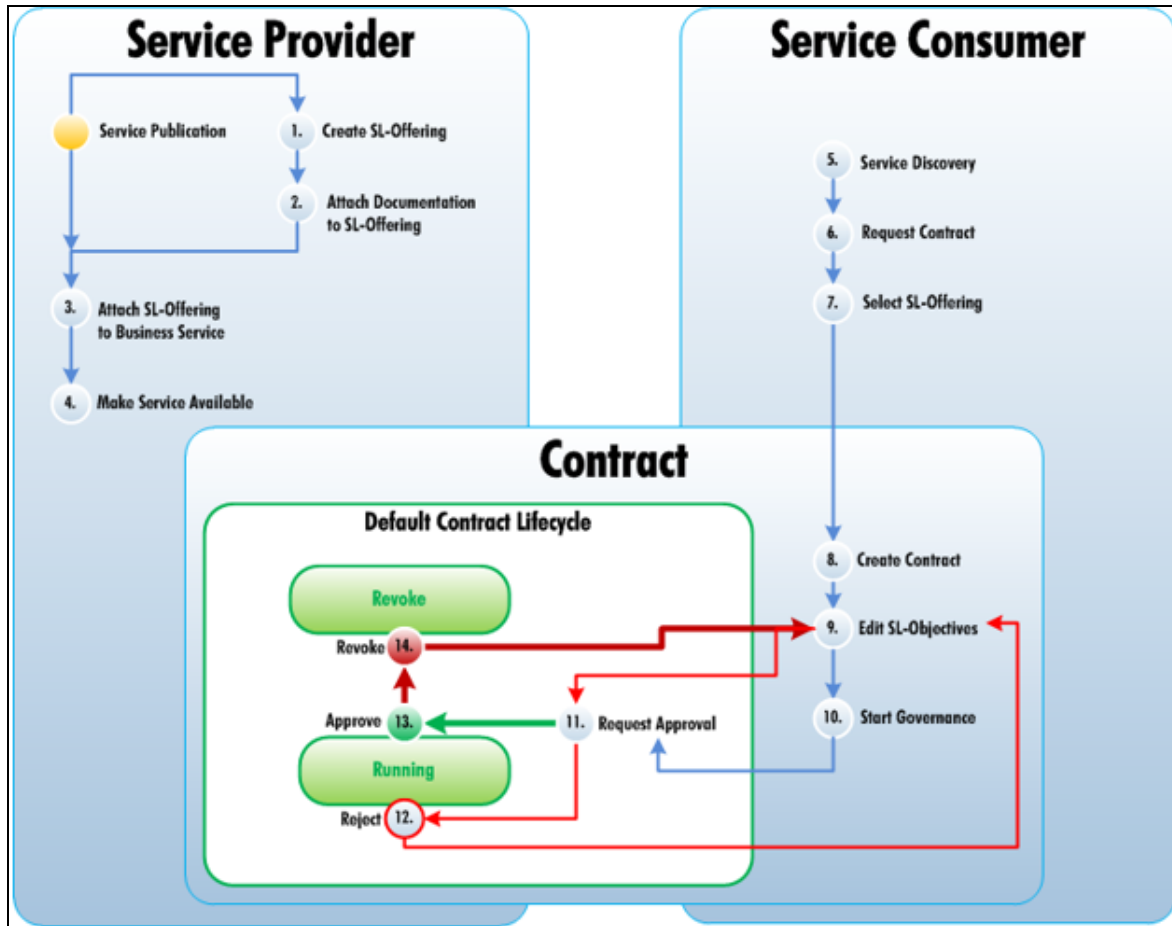 Service Provider
Service Publication
1. Create SL-Offering
2. Attach Documentation
to SL-Offering
3. Attach SL-Offering
to Business Service
4. Make Service Available
Service Consumer
5. Service Discovery
6. Request Contract
7. Select SL-Offering
Contract
Default Contract Lifecycle
Revoke
Revoke 14.
Approve 13.
11. Request Approval
Running
Reject 12.
8. Create Contract
9. Edit SL-Objectives
10. Start Governance